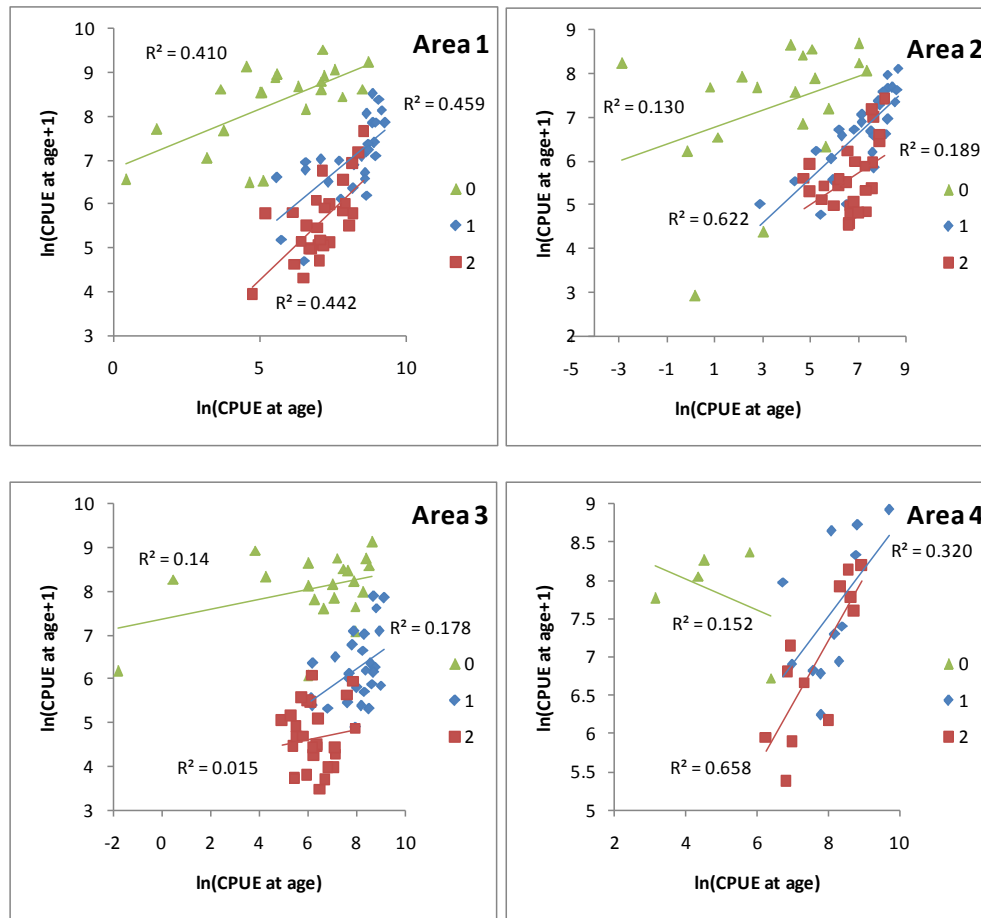 Area 1
ln(CPUE at age+1)
10
9
8
7
6
5
4
3
R² = 0.410
R² = 0.459
R² = 0.442
0
1
2
0
5
10
ln(CPUE at age)
Area 2
ln(CPUE at age+1)
9
8
7
6
5
4
3
2
R² = 0.130
R² = 0.189
R² = 0.622
0
1
2
-5
-3
-1
1
3
5
7
9
ln(CPUE at age)
Area 3
ln(CPUE at age+1)
10
9
8
7
6
5
4
3
R² = 0.14
R² = 0.178
R² = 0.015
0
1
2
-2
0
2
4
6
8
10
ln(CPUE at age)
Area 4
ln(CPUE at age+1)
9
8.5
8
7.5
7
6.5
6
5.5
5
R² = 0.320
R² = 0.152
R² = 0.658
0
1
2
2
4
6
8
10
ln(CPUE at age)